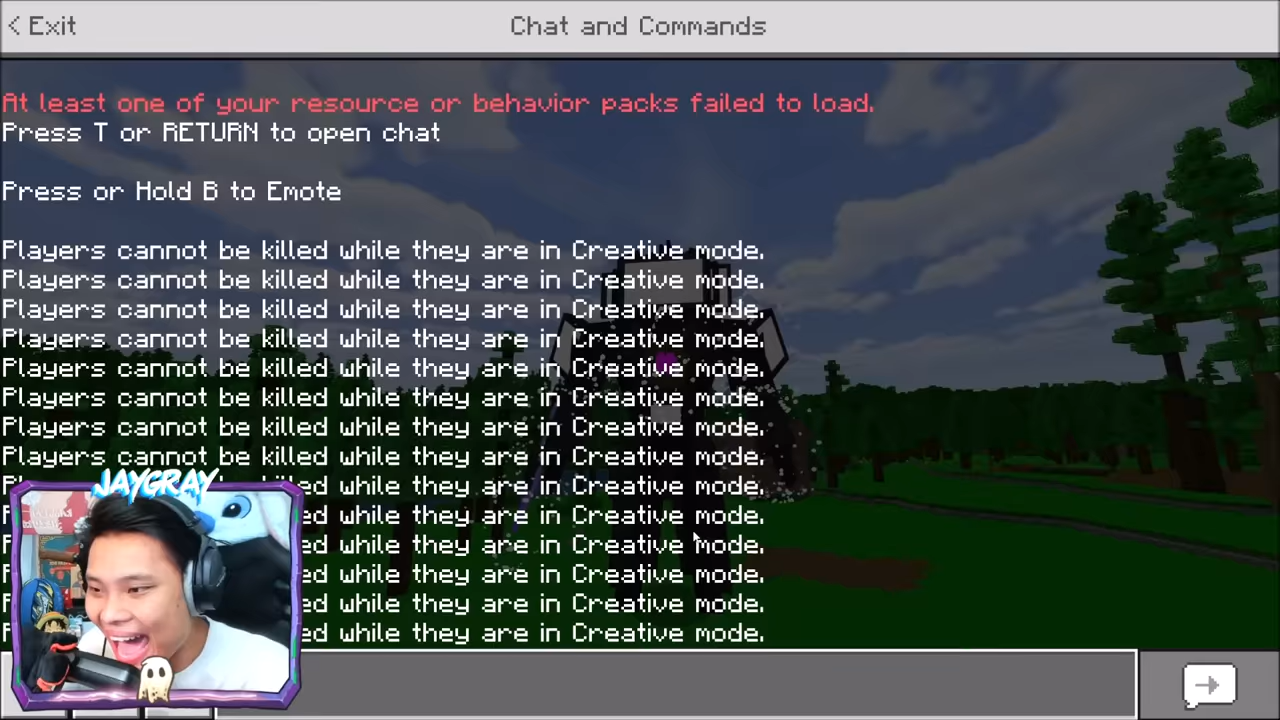 Exit
Chat and Commands
At least one of your resource or behavior packs failed to load.
Press T or RETURN to open chat
Press or Hold B to Emote
Players cannot be killed while they are in Creative mode.
Players cannot be killed while they are in Creative mode.
Players cannot be killed while they are in Creative mode.
Players cannot be killed while they are in Creative mode.
Players cannot be killed while they are in Creative mode.
Players cannot be killed while they are in Creative mode.
Players cannot be killed while they are in Creative mode.
Players cannot be killed while they are in Creative mode.
while they are in Creative mode.
while they are in Creative mode.
while they are in Creative mode.
while they are in Creative mode.
while they are in Creative mode.
while they are in Creative mode.
JAYGRAY